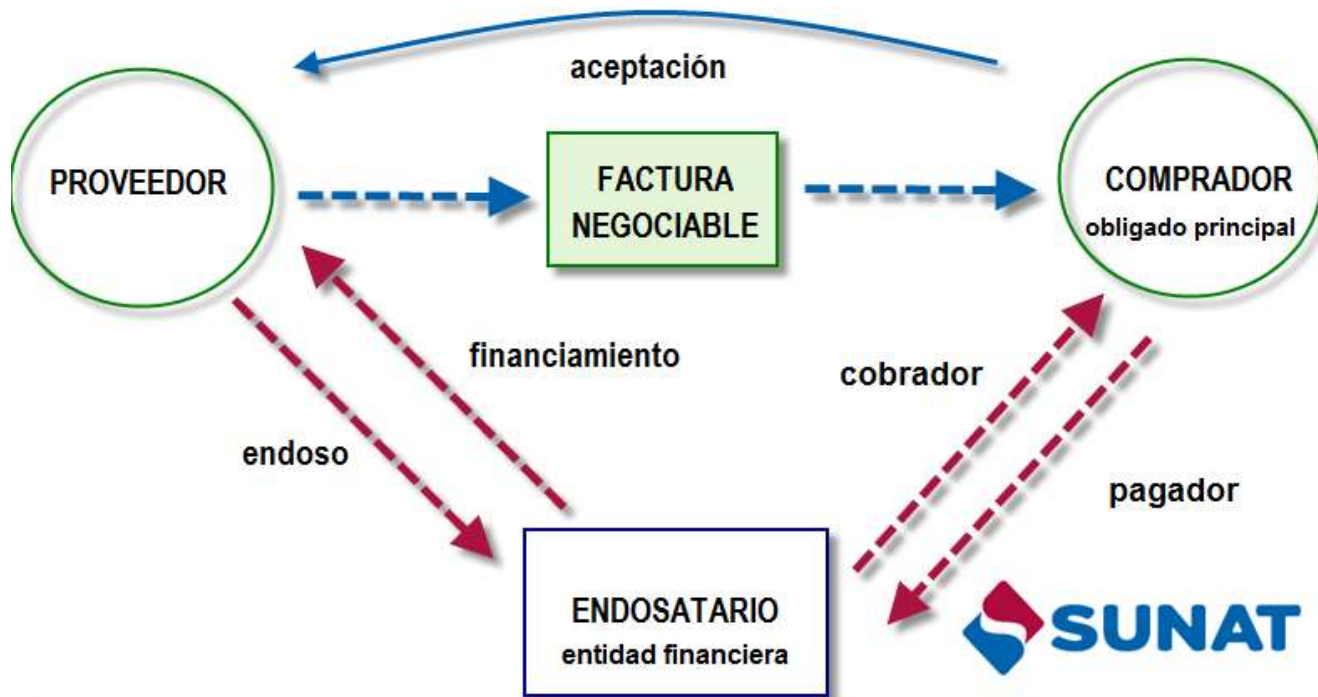 aceptación
PROVEEDOR
FACTURA
NEGOCIABLE
COMPRADOR
obligado principal
financiamiento
cobrador
endoso
pagador
ENDOSATARIO
entidad financiera
SUNAT